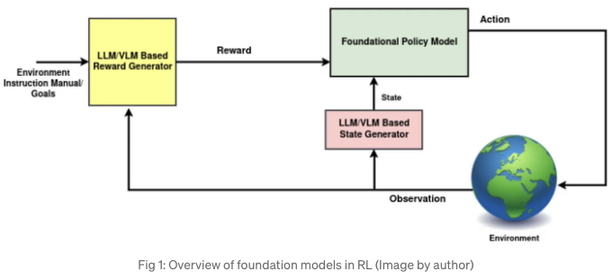 Action
LLM/VLM Based
Reward Generator
Reward
Foundational Policy Model
Environment
Instruction Manual/
Goals
State
LLM/VLM Based
State Generator
Observation
Environment
Fig 1: Overview of foundation models in RL (Image by author)